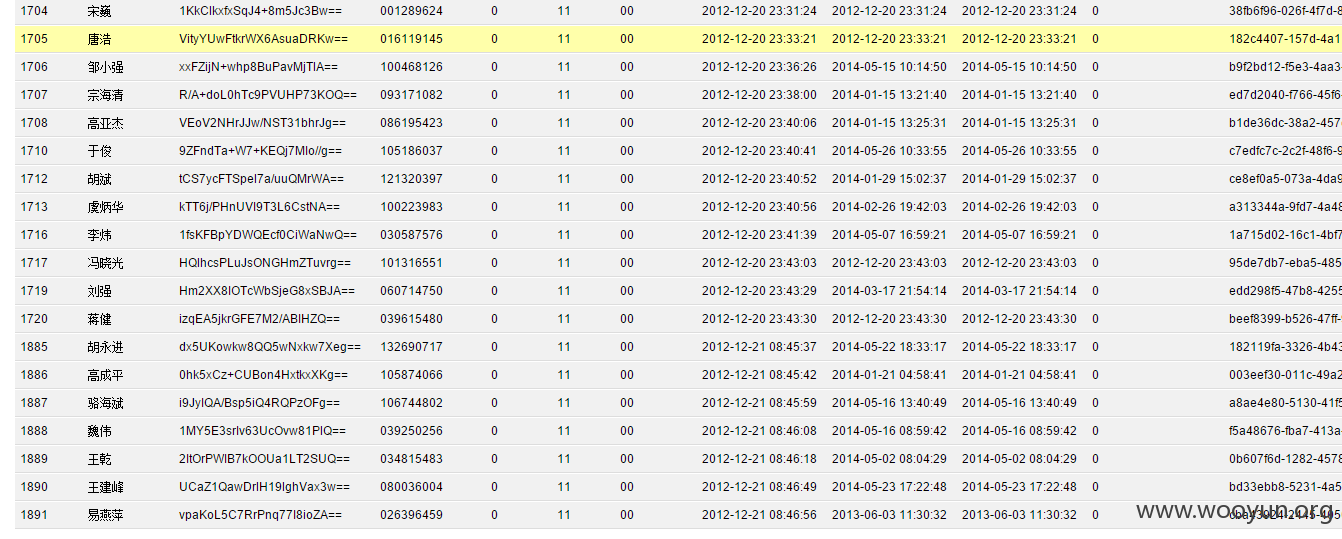 1704 宋巍 001289624 0 11 00 2012-12-20 23:31:24 2012-12-20 23:31:24 2012-12-20 23:31:24 0 38fb6f96-026f-4f7d-8
1705 唐浩 VityYUwFtkrWX6AsuaDRKw== 016119145 0 11 00 2012-12-20 23:33:21 2012-12-20 23:33:21 2012-12-20 23:33:21 0 182c4407-157d-4a1
1706 邹小强 100468126 0 11 00 2012-12-20 23:36:26 2014-05-15 10:14:50 2014-05-15 10:14:50 0 b9f2bd12-f5e3-4aa3
1707 宗海清 R/A+doL0hTc9PVUHP73KOQ== 093171082 0 11 00 2012-12-20 23:38:00 2014-01-15 13:21:40 2014-01-15 13:21:40 0 ed7d2040-f766-45f6
1708 高亚杰 VEoV2NHrJJw/NST31bhrJg== 086195423 0 11 00 2012-12-20 23:40:06 2014-01-15 13:25:31 2014-01-15 13:25:31 0 b1de36dc-38a2-457
1710 于俊 105186037 0 11 00 2012-12-20 23:40:41 2014-05-26 10:33:55 2014-05-26 10:33:55 0 c7edfc7c-2c2f-48f6-9
1712 胡斌 121320397 0 11 00 2012-12-20 23:40:52 2014-01-29 15:02:37 2014-01-29 15:02:37 0 ce8ef0a5-073a-4da9
1713 虞炳华 100223983 0 11 00 2012-12-20 23:40:56 2014-02-26 19:42:03 2014-02-26 19:42:03 0 a313344a-9fd7-4a48
1716 李炜 1fsKFBpYDWQEcf0CiWaNwQ== 030587576 0 11 00 2012-12-20 23:41:39 2014-05-07 16:59:21 2014-05-07 16:59:21 0 1a715d02-16c1-4bf7
1717 冯晓光 101316551 0 11 00 2012-12-20 23:43:03 2012-12-20 23:43:03 2012-12-20 23:43:03 0 95de7db7-eba5-485
1719 刘强 060714750 0 11 00 2012-12-20 23:43:29 2014-03-17 21:54:14 2014-03-17 21:54:14 0 edd298f5-47b8-4255
1720 蒋健 039615480 0 11 00 2012-12-20 23:43:30 2012-12-20 23:43:30 2012-12-20 23:43:30 0 beef8399-b526-47ff-
1885 胡永进 dx5UKowkw8QQ5wNxkw7Xeg== 132690717 0 11 00 2012-12-21 08:45:37 2014-05-22 18:33:17 2014-05-22 18:33:17 0 182119fa-3326-4b43
1886 高成平 0hk5xCz+CUBon4HxtkxXKg== 105874066 0 11 00 2012-12-21 08:45:42 2014-01-21 04:58:41 2014-01-21 04:58:41 0 003eef30-011c-49a2
1887 骆海斌 106744802 0 11 00 2012-12-21 08:45:59 2014-05-16 13:40:49 2014-05-16 13:40:49 0 a8ae4e80-5130-41f5
1888 魏伟 039250256 0 11 00 2012-12-21 08:46:08 2014-05-16 08:59:42 2014-05-16 08:59:42 0 f5a48676-fba7-413a
1889 王乾 034815483 0 11 00 2012-12-21 08:46:18 2014-05-02 08:04:29 2014-05-02 08:04:29 0 0b607f6d-1282-4578
1890 王建峰 080036004 0 11 00 2012-12-21 08:46:49 2014-05-23 17:22:48 2014-05-23 17:22:48 0 bd33ebb8-5231-4a5
1891 易燕萍 026396459 0 11 00 2012-12-21 08:46:56 2013-06-03 11:30:32 2013-06-03 11:30:32 0
www.wooyun.org